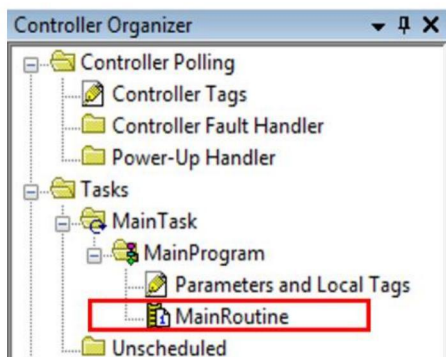 Controller Organizer
Controller Polling
Controller Tags
Controller Fault Handler
Power-Up Handler
Tasks
MainTask
MainProgram
Parameters and Local Tags
MainRoutine
Unscheduled